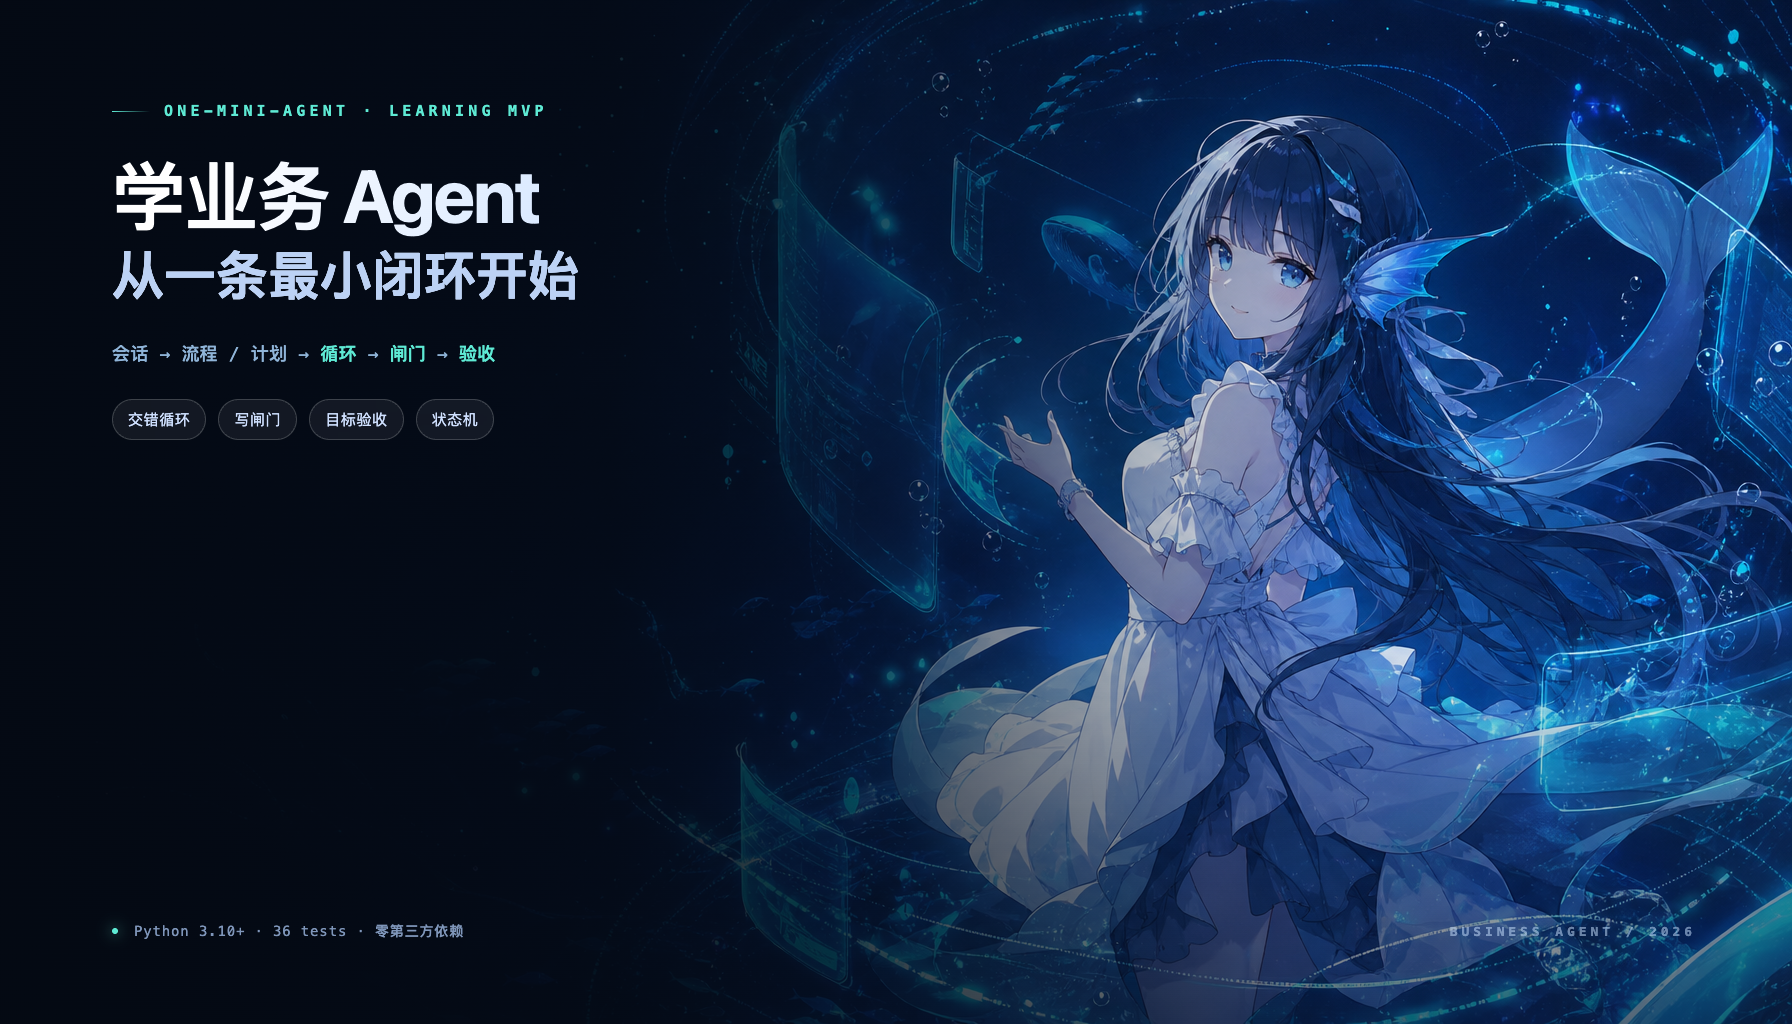 ONE-MINI-AGENT · LEARNING MVP
学业务 Agent
从一条最小闭环开始
会话 → 流程 / 计划 → 循环 → 闸门 → 验收
交错循环 写闸门 目标验收 状态机
Python 3.10+ · 36 tests · 零第三方依赖
BUSINESS AGENT / 2026